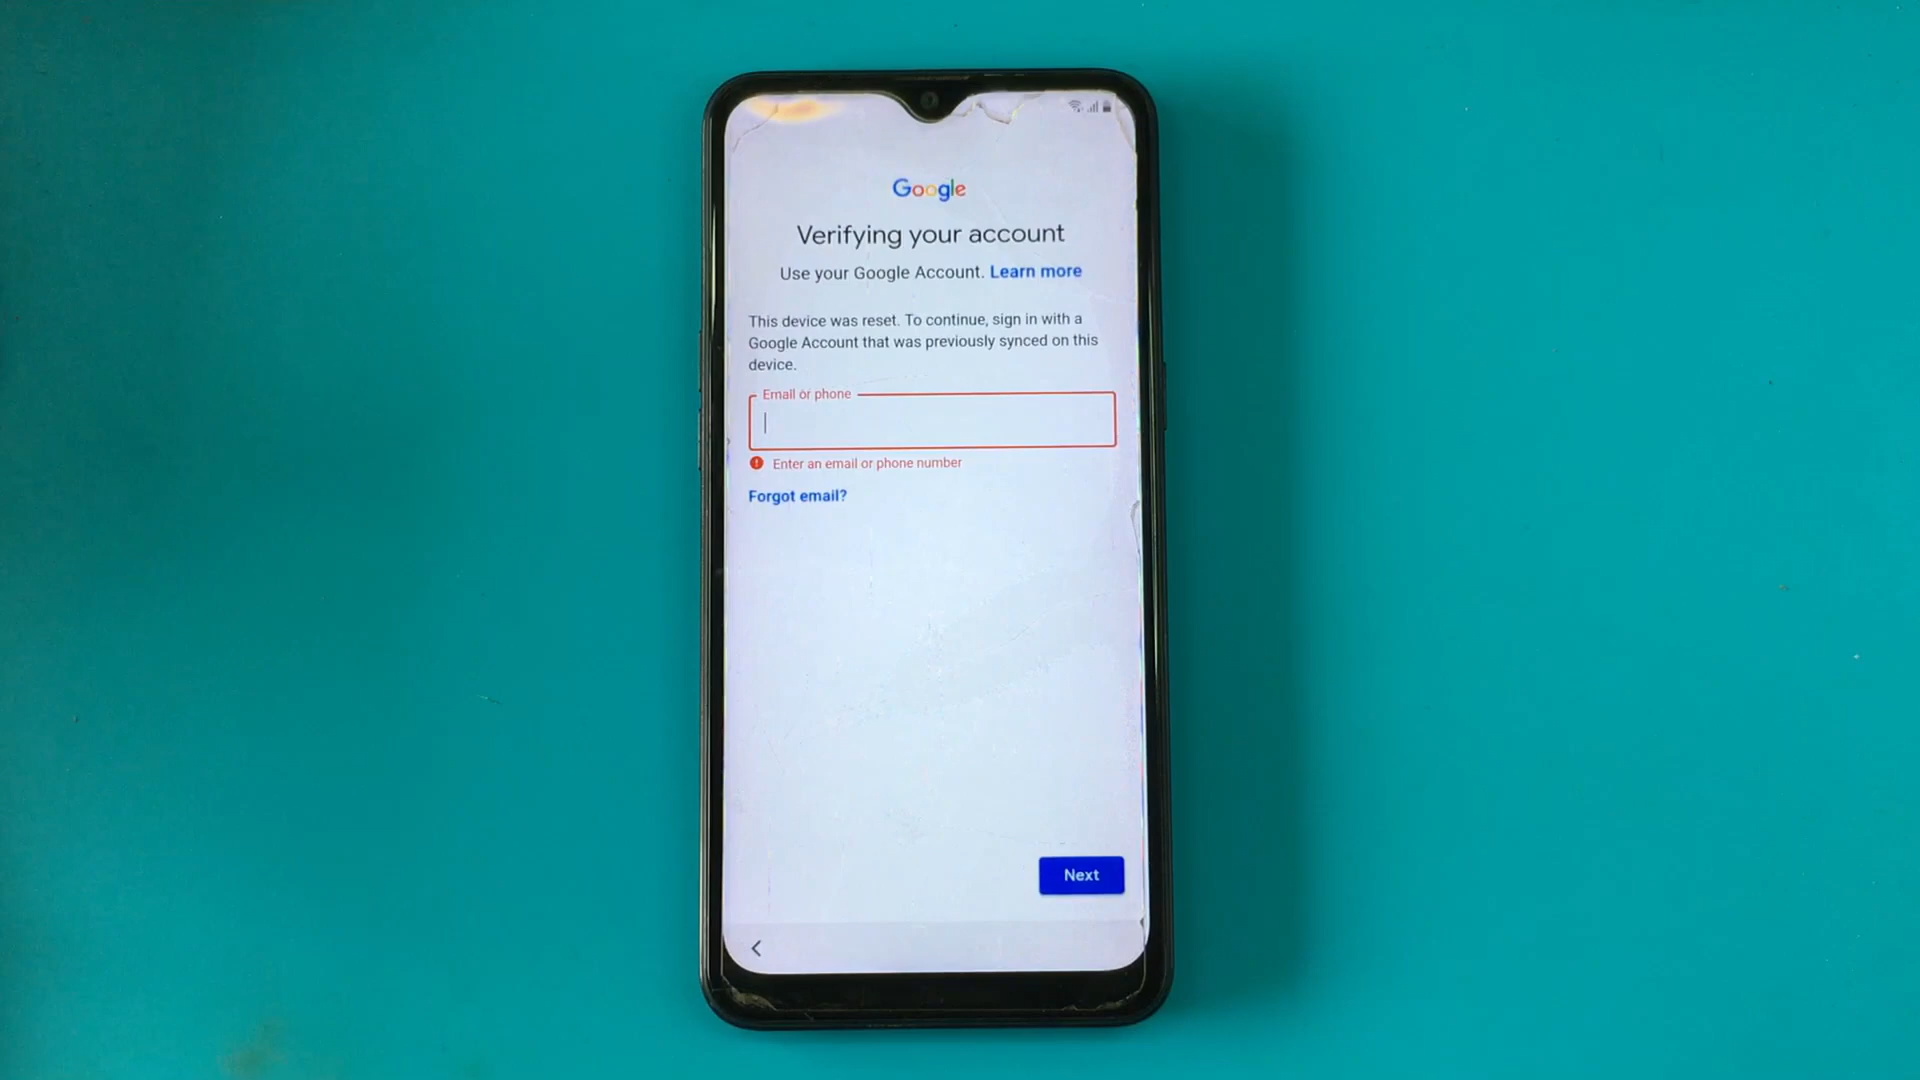 Google
Verifying your account
Use your Google Account. Learn more
This device was reset. To continue, sign in with a
Google Account that was previously synced on this
device.
Email or phone
Enter an email or phone number
Forgot email?
Next